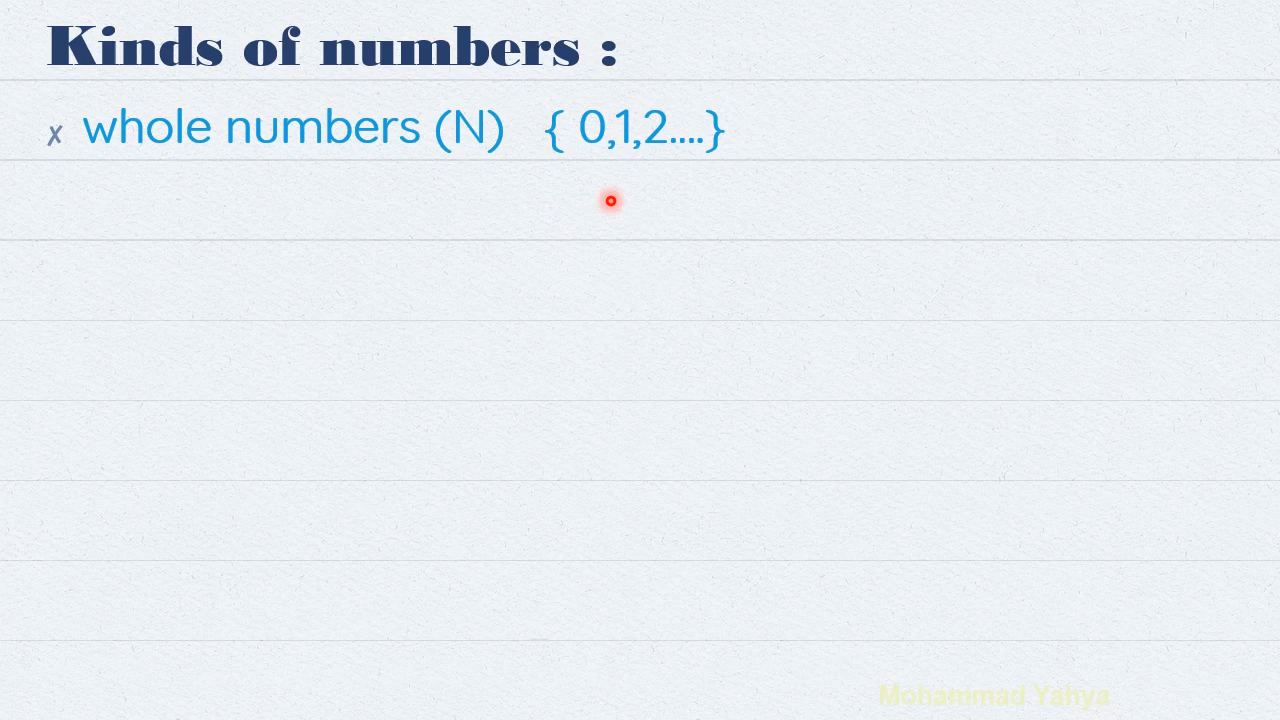 Kinds of numbers :
✗ whole numbers (N) { 0,1,2....}
Mohammad Yahya